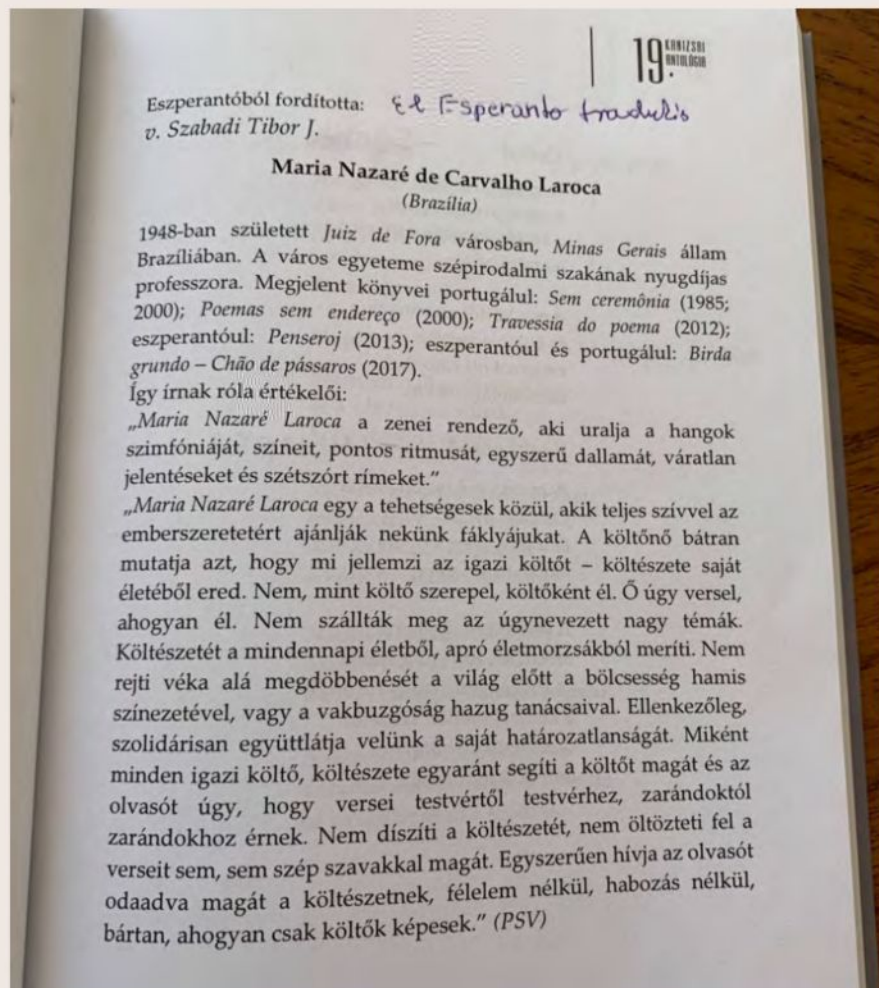 19. KANIZSAI
ANTOLÓGIA
Eszperantóból fordította: El Esperanto tradukis
v. Szabadi Tibor J.
Maria Nazaré de Carvalho Laroca
(Brazília)
1948-ban született Juiz de Fora városban, Minas Gerais állam
Brazíliában. A város egyeteme szépirodalmi szakának nyugdíjas
professzora. Megjelent könyvei portugálul: Sem ceremônia (1985;
2000); Poemas sem endereço (2000); Travessia do poema (2012);
eszperantóul: Penseroj (2013); eszperantóul és portugálul: Birda
grundo – Chão de pássaros (2017).
Így írnak róla értékelői:
„Maria Nazaré Laroca a zenei rendező, aki uralja a hangok
szimfóniáját, színeit, pontos ritmusát, egyszerű dallamát, váratlan
jelentéseket és szétszórt rímeket.”
„Maria Nazaré Laroca egy a tehetségesek közül, akik teljes szívvel az
emberszeretetért ajánlják nekünk fáklyájukat. A költőnő bátran
mutatja azt, hogy mi jellemzi az igazi költőt – költészete saját
életéből ered. Nem, mint költő szerepel, költőként él. Ő úgy versel,
ahogyan él. Nem szállták meg az úgynevezett nagy témák.
Költészetét a mindennapi életből, apró életmorzsákból meríti. Nem
rejti véka alá megdöbbenését a világ előtt a bölcsesség hamis
színezetével, vagy a vakbuzgóság hazug tanácsaival. Ellenkezőleg,
szolidárisan együttlátja velünk a saját határozatlanságát. Miként
minden igazi költő, költészete egyaránt segíti a költőt magát és az
olvasót úgy, hogy versei testvértől testvérhez, zarándoktól
zarándokhoz érnek. Nem díszíti a költészetét, nem öltözteti fel a
verseit sem, sem szép szavakkal magát. Egyszerűen hívja az olvasót
odaadva magát a költészetnek, félelem nélkül, habozás nélkül,
bártan, ahogyan csak költők képesek.” (PSV)